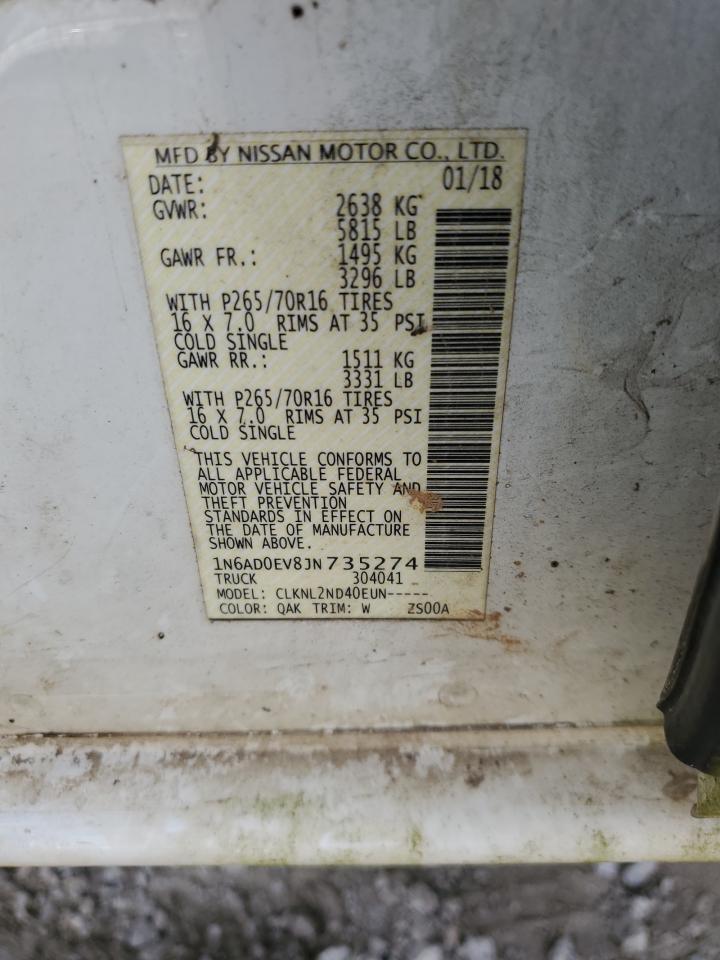 MFD BY NISSAN MOTOR CO., LTD.
DATE: 01/18
GVWR: 2638 KG
5815 LB
GAWR FR.: 1495 KG
3296 LB
WITH P265/70R16 TIRES
16 X 7.0 RIMS AT 35 PSI
COLD SINGLE
GAWR RR.: 1511 KG
3331 LB
WITH P265/70R16 TIRES
16 X 7.0 RIMS AT 35 PSI
COLD SINGLE
THIS VEHICLE CONFORMS TO
ALL APPLICABLE FEDERAL
MOTOR VEHICLE SAFETY AND
THEFT PREVENTION
STANDARDS IN EFFECT ON
THE DATE OF MANUFACTURE
SHOWN ABOVE.
1N6AD0EV8JN735274
TRUCK 304041
MODEL: CLKNL2ND40EUN-----
COLOR: QAK TRIM: W ZS00A